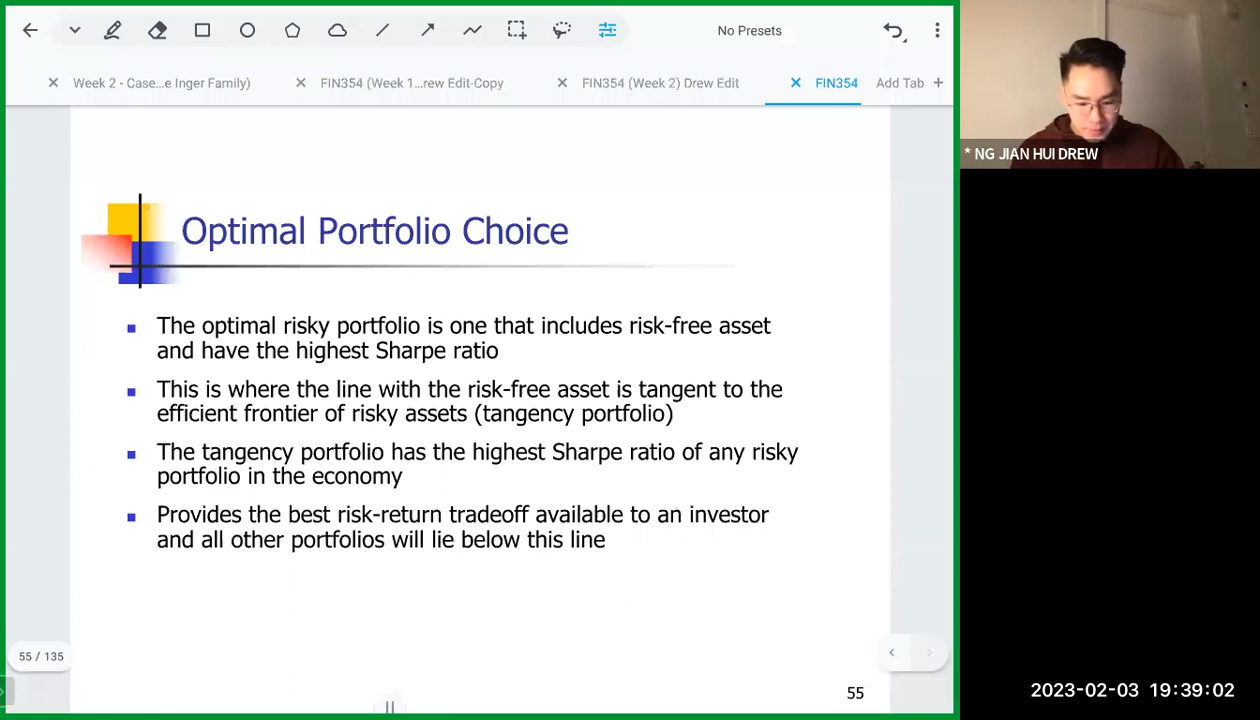 No Presets
Week 2 - Case...e Inger Family)
FIN354 (Week 1...rew Edit-Copy
FIN354 (Week 2) Drew Edit
FIN354
Add Tab +
* NG JIAN HUI DREW
Optimal Portfolio Choice
The optimal risky portfolio is one that includes risk-free asset
and have the highest Sharpe ratio
This is where the line with the risk-free asset is tangent to the
efficient frontier of risky assets (tangency portfolio)
The tangency portfolio has the highest Sharpe ratio of any risky
portfolio in the economy
Provides the best risk-return tradeoff available to an investor
and all other portfolios will lie below this line
55 / 135
55
2023-02-03 19:39:02